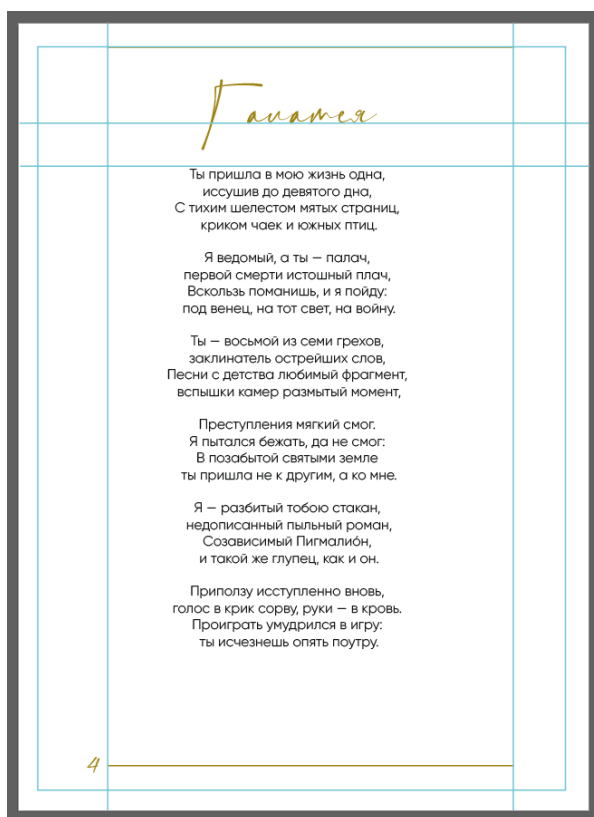 Галатея
Ты пришла в мою жизнь одна,
иссушив до девятого дна,
С тихим шелестом мятых страниц,
криком чаек и южных птиц.
Я ведомый, а ты — палач,
первой смерти истошный плач,
Вскользь поманишь, и я пойду:
под венец, на тот свет, на войну.
Ты — восьмой из семи грехов,
заклинатель острейших слов,
Песни с детства любимый фрагмент,
вспышки камер размытый момент,
Преступления мягкий смог.
Я пытался бежать, да не смог:
В позабытой святыми земле
ты пришла не к другим, а ко мне.
Я — разбитый тобою стакан,
недописанный пыльный роман,
Созависимый Пигмалио́н,
и такой же глупец, как и он.
Приползу исступленно вновь,
голос в крик сорву, руки — в кровь.
Проиграть умудрился в игру:
ты исчезнешь опять поутру.
4